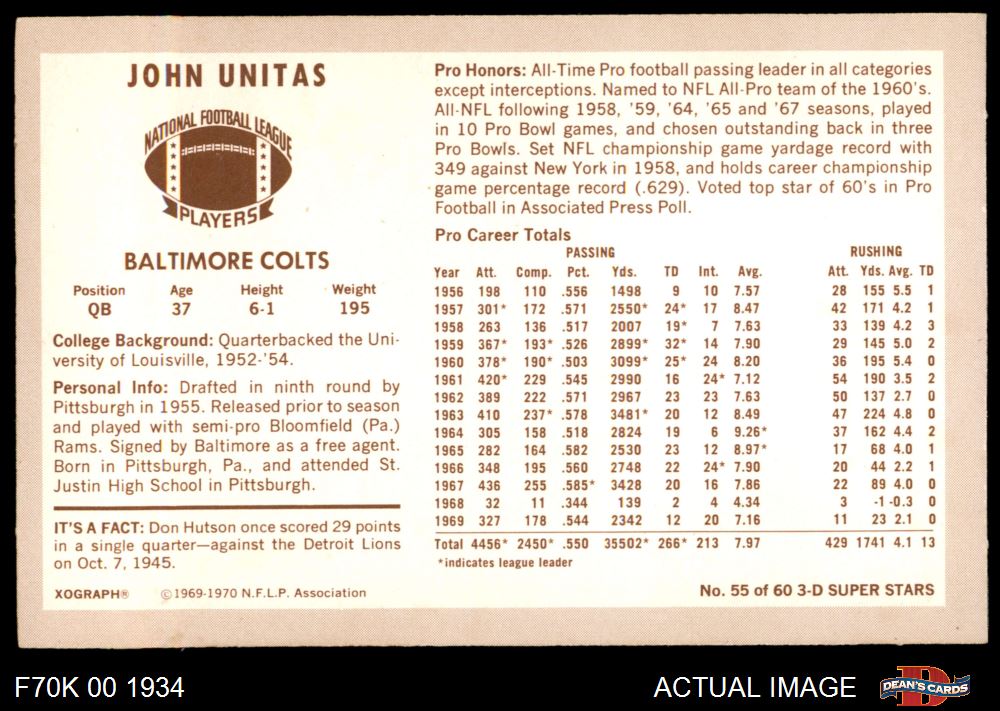 JOHN UNITAS
NATIONAL FOOTBALL LEAGUE
PLAYERS
BALTIMORE COLTS
Position Age Height Weight
QB 37 6-1 195
College Background: Quarterbacked the Uni-
versity of Louisville, 1952-'54.
Personal Info: Drafted in ninth round by
Pittsburgh in 1955. Released prior to season
and played with semi-pro Bloomfield (Pa.)
Rams. Signed by Baltimore as a free agent.
Born in Pittsburgh, Pa., and attended St.
Justin High School in Pittsburgh.
IT'S A FACT: Don Hutson once scored 29 points
in a single quarter—against the Detroit Lions
on Oct. 7, 1945.
XOGRAPH® ©1969-1970 N.F.L.P. Association
Pro Honors: All-Time Pro football passing leader in all categories
except interceptions. Named to NFL All-Pro team of the 1960's.
All-NFL following 1958, '59, '64, '65 and '67 seasons, played
in 10 Pro Bowl games, and chosen outstanding back in three
Pro Bowls. Set NFL championship game yardage record with
349 against New York in 1958, and holds career championship
game percentage record (.629). Voted top star of 60's in Pro
Football in Associated Press Poll.
Pro Career Totals
PASSING RUSHING
Year Att. Comp. Pct. Yds. TD Int. Avg. Att. Yds. Avg. TD
1956 198 110 .556 1498 9 10 7.57 28 155 5.5 1
1957 301* 172 .571 2550* 24* 17 8.47 42 171 4.2 1
1958 263 136 .517 2007 19* 7 7.63 33 139 4.2 3
1959 367* 193* .526 2899* 32* 14 7.90 29 145 5.0 2
1960 378* 190* .503 3099* 25* 24 8.20 36 195 5.4 0
1961 420* 229 .545 2990 16 24* 7.12 54 190 3.5 2
1962 389 222 .571 2967 23 23 7.63 50 137 2.7 0
1963 410 237* .578 3481* 20 12 8.49 47 224 4.8 0
1964 305 158 .518 2824 19 6 9.26* 37 162 4.4 2
1965 282 164 .582 2530 23 12 8.97* 17 68 4.0 1
1966 348 195 .560 2748 22 24* 7.90 20 44 2.2 1
1967 436 255 .585* 3428 20 16 7.86 22 89 4.0 0
1968 32 11 .344 139 2 4 4.34 3 -1 -0.3 0
1969 327 178 .544 2342 12 20 7.16 11 23 2.1 0
Total 4456* 2450* .550 35502* 266* 213 7.97 429 1741 4.1 13
*indicates league leader
No. 55 of 60 3-D SUPER STARS
F70K 00 1934 ACTUAL IMAGE
D
DEAN'S CARDS